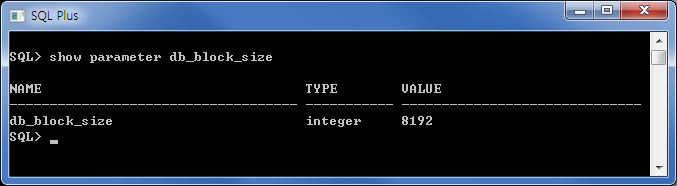 SQL Plus
SQL> show parameter db_block_size
NAME                                 TYPE        VALUE
------------------------------------ ----------- ------------------------------
db_block_size                        integer     8192
SQL>